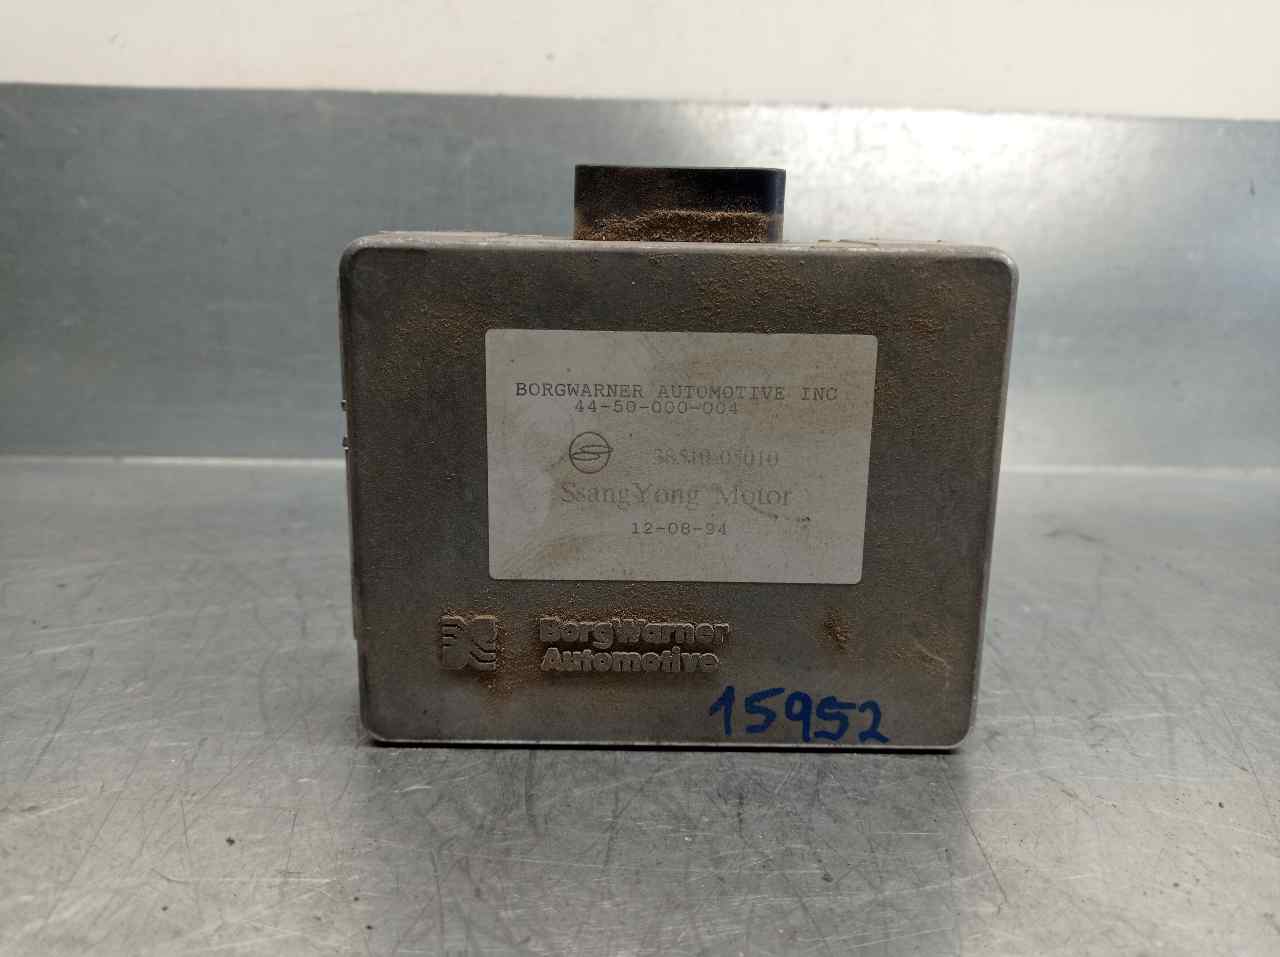 BORGWARNER AUTOMOTIVE INC
44-50-000-004
38510-05010
SsangYong Motor
12-08-94
BorgWarner
Automotive
15952